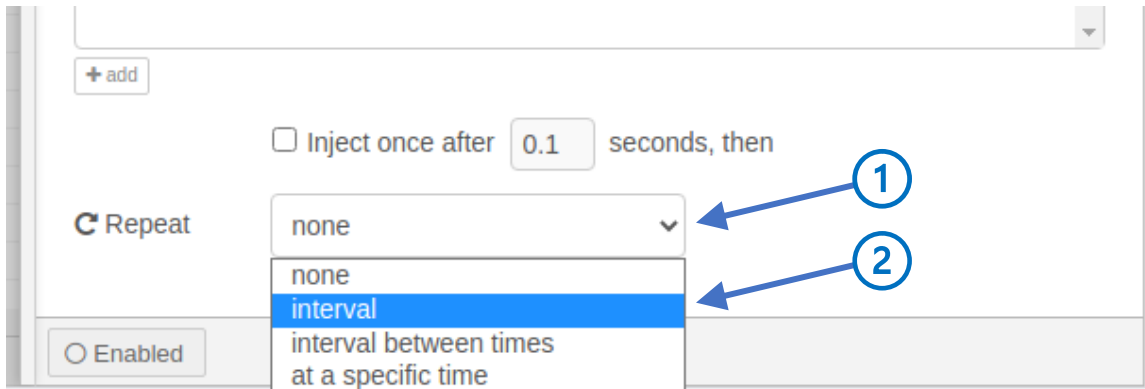 + add
Inject once after 0.1 seconds, then
1
Repeat none
2
none
interval
interval between times
Enabled
at a specific time